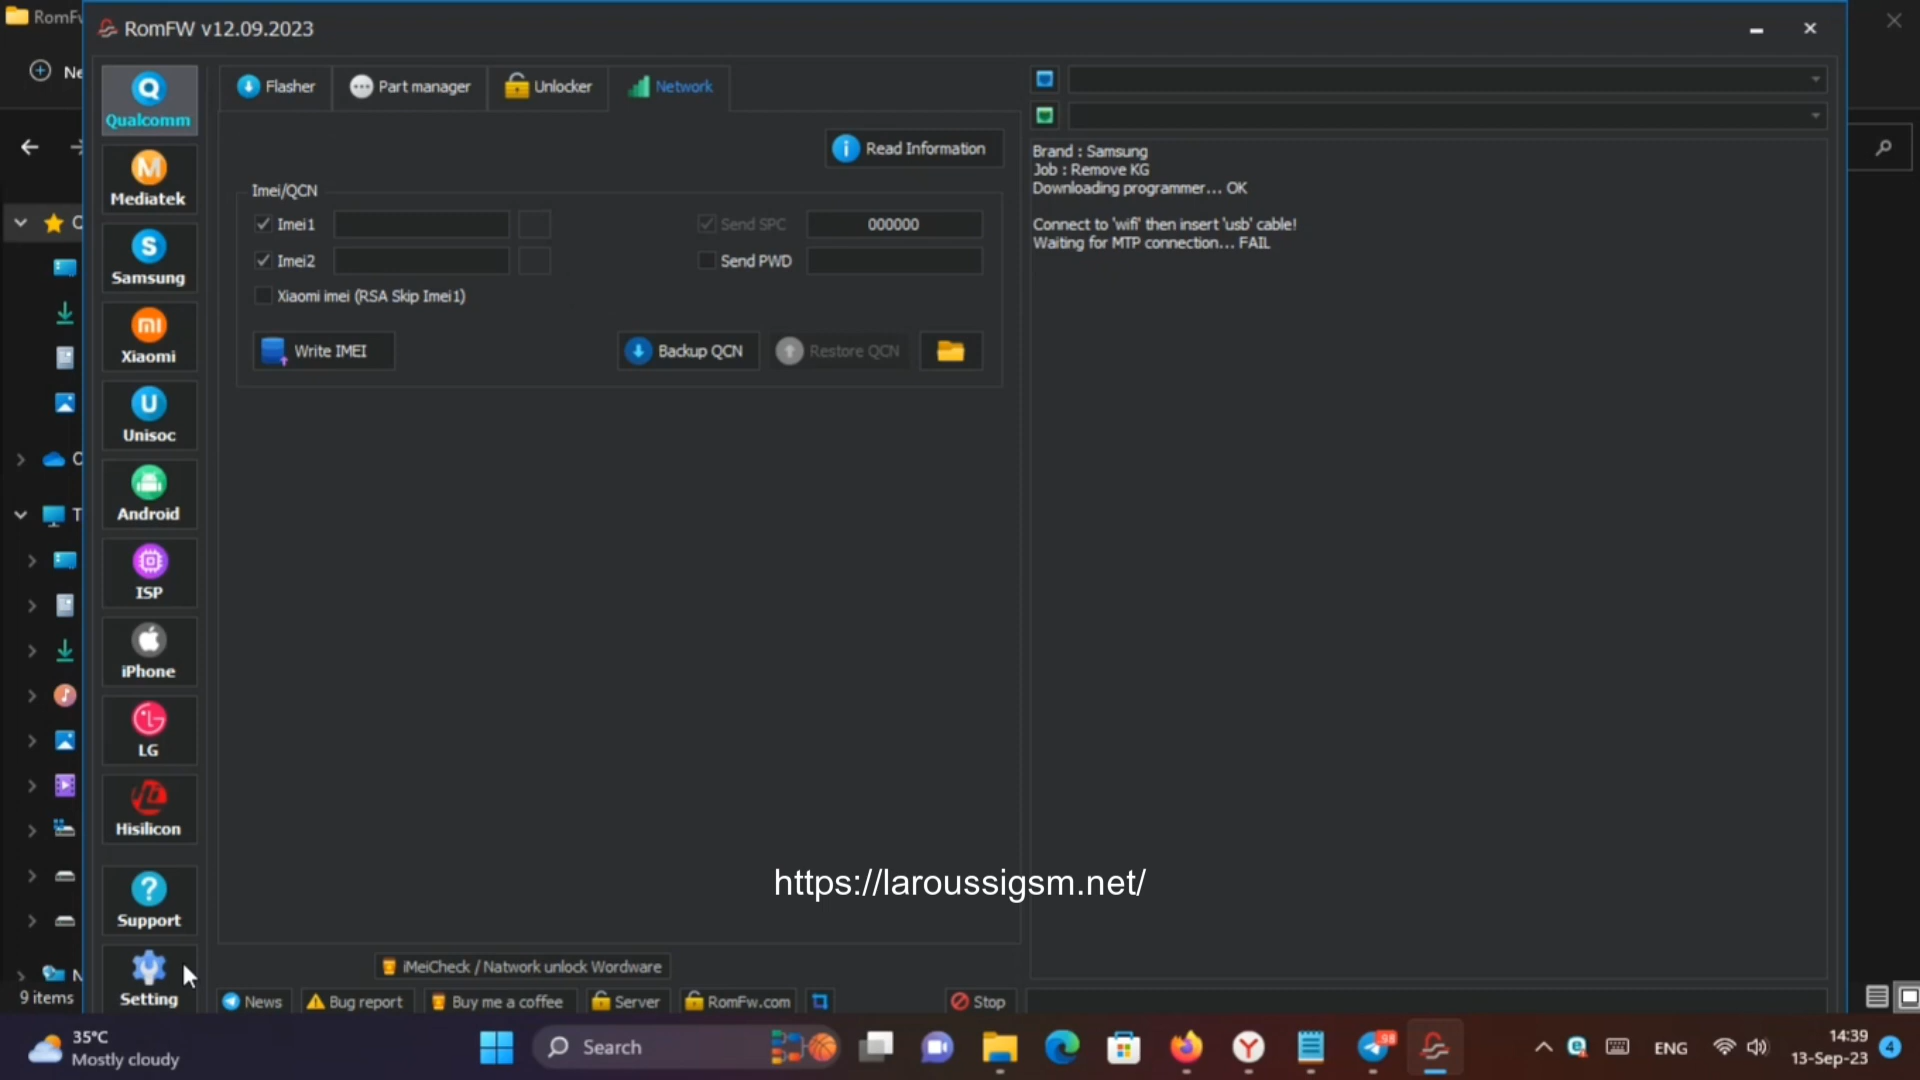 RomFW v12.09.2023
Ne
Qualcomm
Mediatek
Samsung
Xiaomi
Unisoc
Android
ISP
iPhone
LG
Hisilicon
Support
Setting
Flasher
Part manager
Unlocker
Network
Read Information
Imei/QCN
Imei1
Send SPC
000000
Imei2
Send PWD
Xiaomi imei (RSA Skip Imei1)
Write IMEI
Backup QCN
Restore QCN
Brand : Samsung
Job : Remove KG
Downloading programmer... OK
Connect to 'wifi' then insert 'usb' cable!
Waiting for MTP connection... FAIL
https://laroussigsm.net/
iMeiCheck / Natwork unlock Wordware
9 items
News
Bug report
Buy me a coffee
Server
RomFw.com
Stop
35°C
Mostly cloudy
Search
98
ENG
14:39
13-Sep-23
4